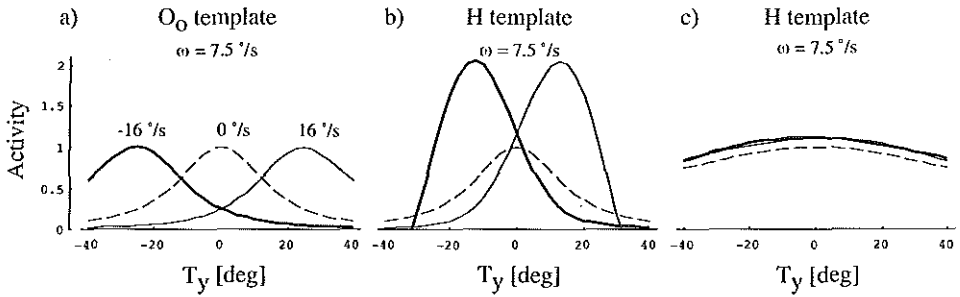 a) O₀ template
ω = 7.5 °/s
b) H template
ω = 7.5 °/s
c) H template
ω = 7.5 °/s
Activity
2
1.5
1
0.5
0
-16 °/s 0 °/s 16 °/s
-40 -20 0 20 40
-40 -20 0 20 40
-40 -20 0 20 40
Ty [deg]
Ty [deg]
Ty [deg]